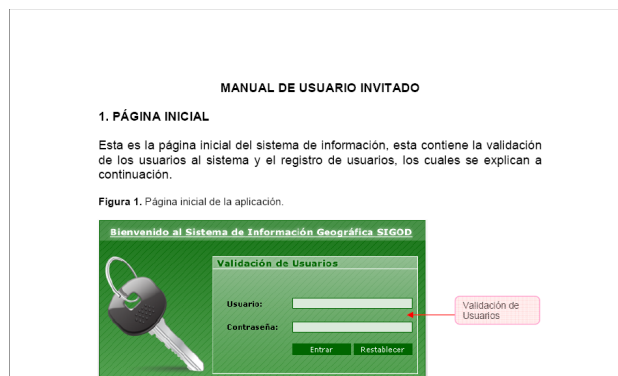 MANUAL DE USUARIO INVITADO
1. PÁGINA INICIAL
Esta es la página inicial del sistema de información, esta contiene la validación
de los usuarios al sistema y el registro de usuarios, los cuales se explican a
continuación.
Figura 1. Página inicial de la aplicación.
Bienvenido al Sistema de Información Geográfica SIGOD
Validación de Usuarios
Usuario:
Contraseña:
Entrar Restablecer
Validación de
Usuarios